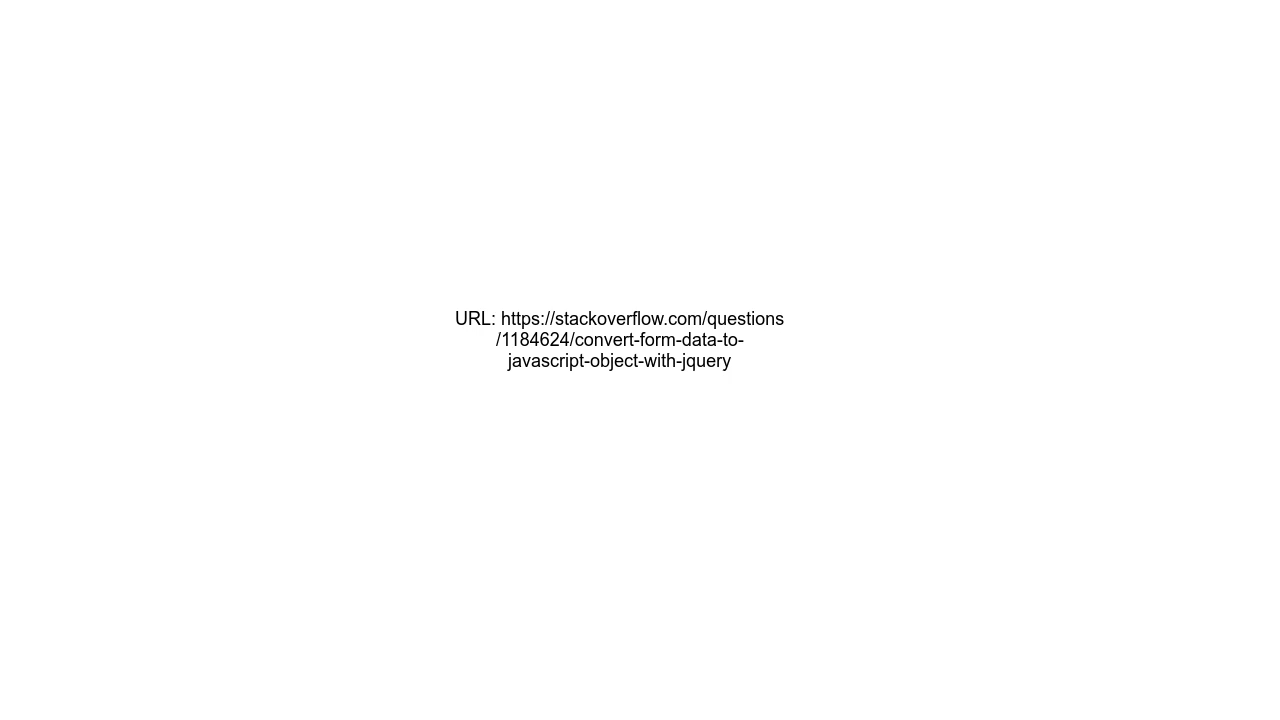 URL: https://stackoverflow.com/questions
/1184624/convert-form-data-to-
javascript-object-with-jquery